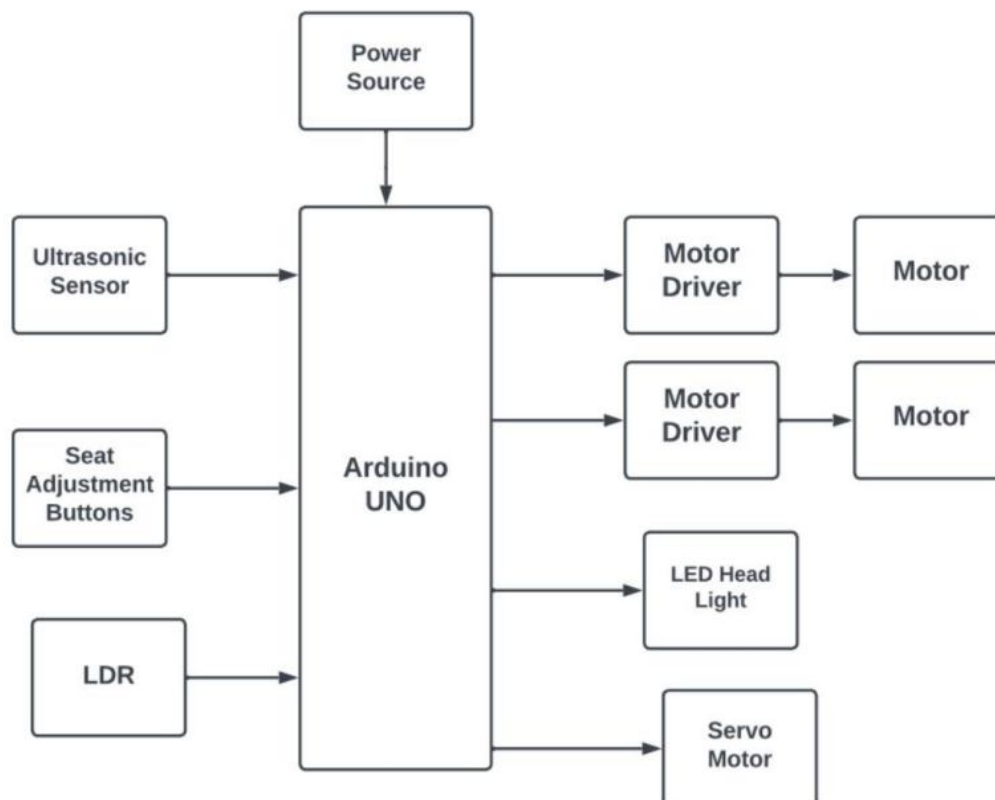 Power
Source
Ultrasonic
Sensor
Motor
Driver
Motor
Motor
Driver
Motor
Seat
Adjustment
Buttons
Arduino
UNO
LED Head
Light
LDR
Servo
Motor